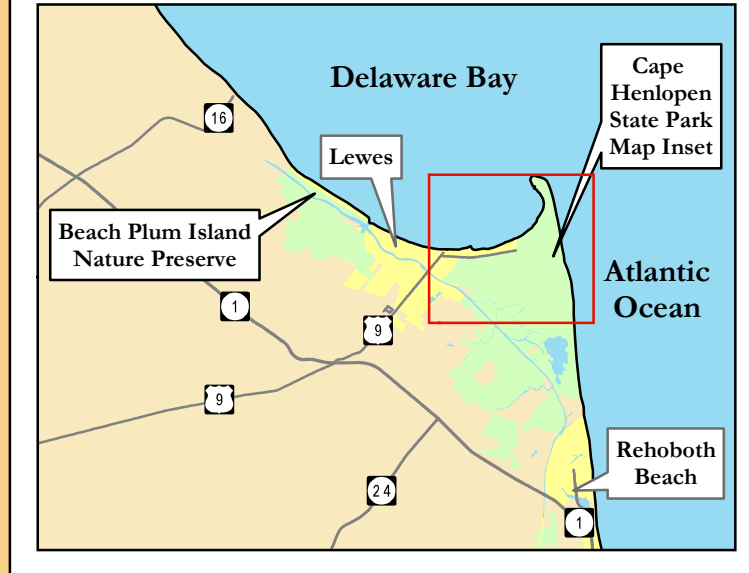 Delaware Bay
Cape
Henlopen
State Park
Map Inset
16
Lewes
Beach Plum Island
Nature Preserve
Atlantic
Ocean
1
9
9
Rehoboth
Beach
24
1